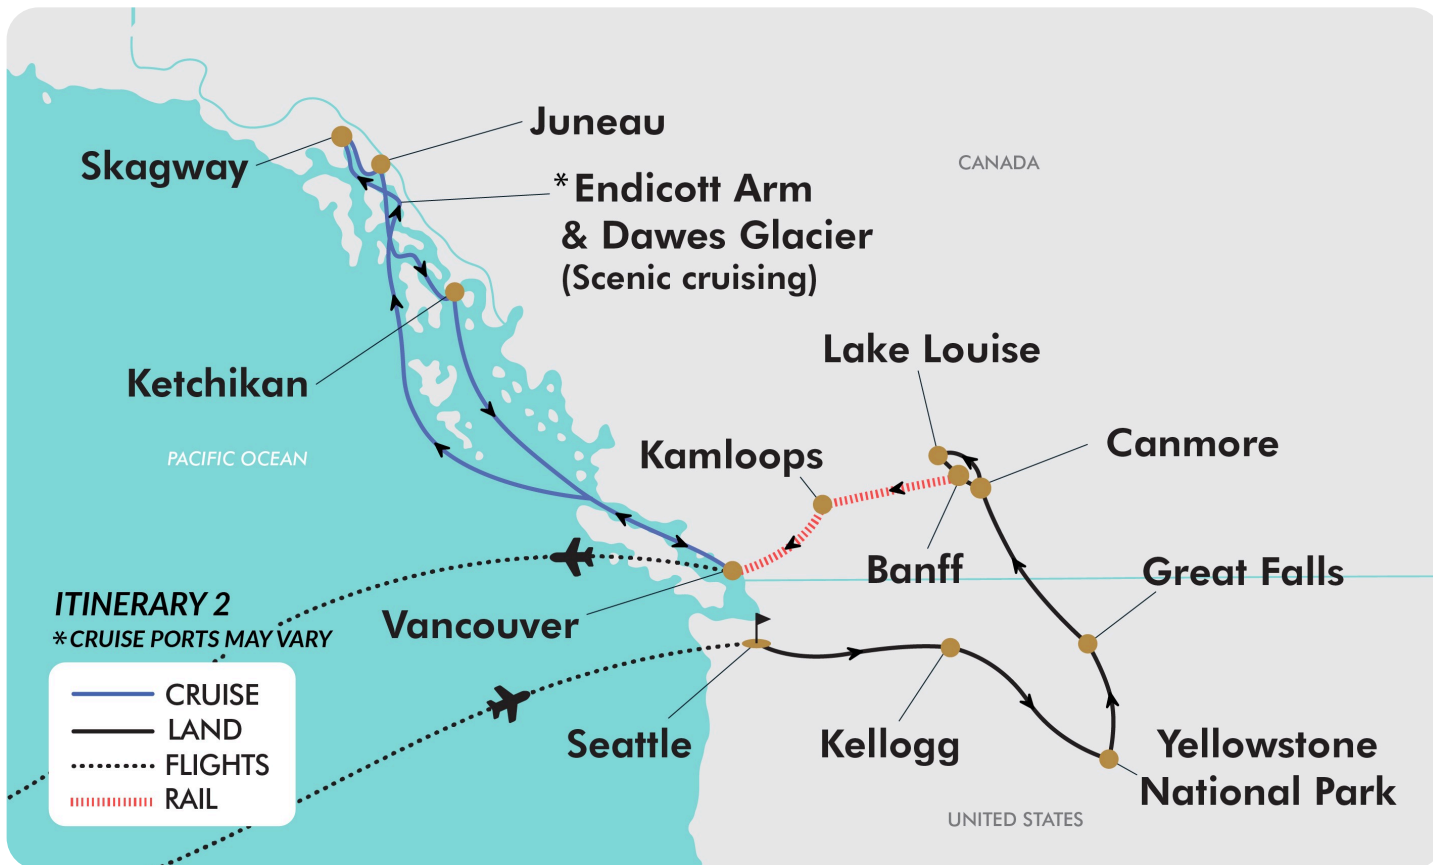 Juneau
Skagway
CANADA
*Endicott Arm
& Dawes Glacier
(Scenic cruising)
Lake Louise
Ketchikan
Canmore
Kamloops
PACIFIC OCEAN
Banff
Great Falls
ITINERARY 2
*CRUISE PORTS MAY VARY
Vancouver
CRUISE
LAND
FLIGHTS
RAIL
Seattle
Kellogg
Yellowstone
National Park
UNITED STATES